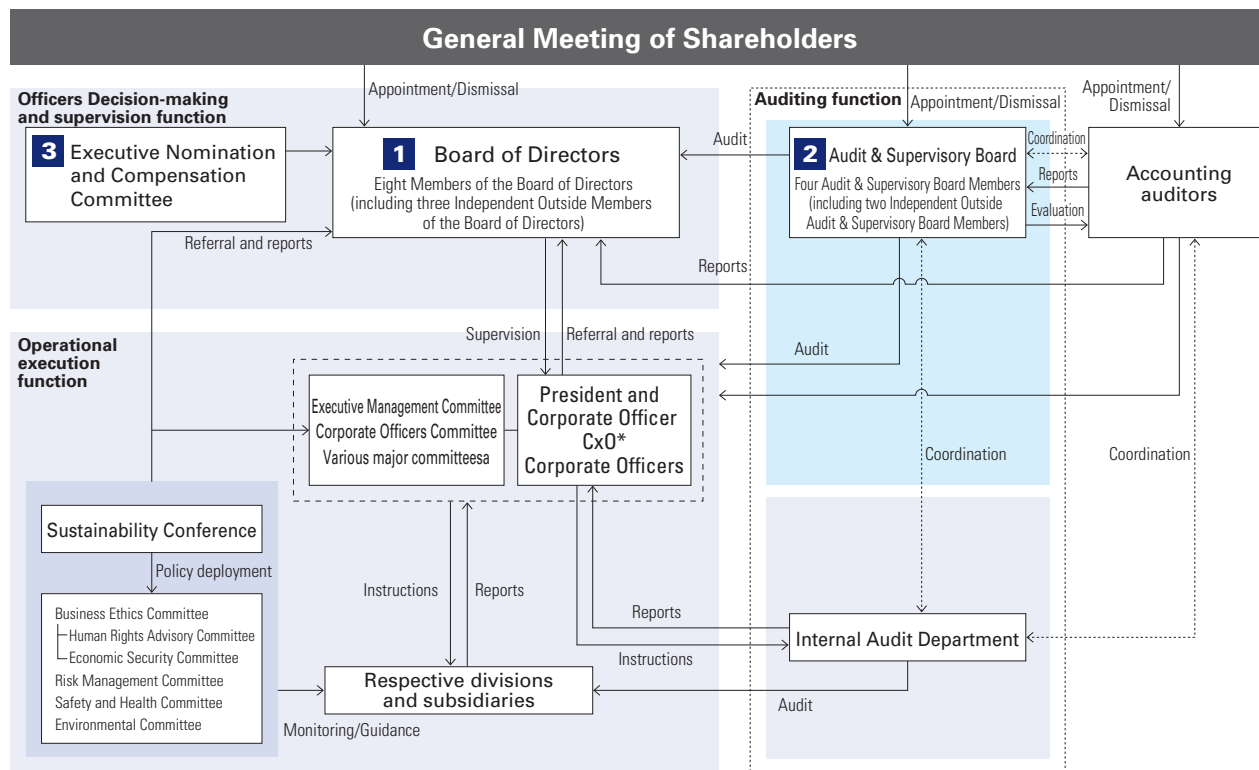 General Meeting of Shareholders
Officers Decision-making
and supervision function
Appointment/Dismissal
Auditing function
Appointment/Dismissal
Appointment/
Dismissal
3 Executive Nomination
and Compensation
Committee
1 Board of Directors
Eight Members of the Board of Directors
(including three Independent Outside Members
of the Board of Directors)
Audit
2 Audit & Supervisory Board
Four Audit & Supervisory Board Members
(including two Independent Outside
Audit & Supervisory Board Members)
Coordination
Reports
Evaluation
Accounting
auditors
Referral and reports
Reports
Operational
execution
function
Supervision
Referral and reports
Audit
Executive Management Committee
Corporate Officers Committee
Various major committeesa
President and
Corporate Officer
CxO*
Corporate Officers
Coordination
Coordination
Sustainability Conference
Policy deployment
Business Ethics Committee
Human Rights Advisory Committee
Economic Security Committee
Risk Management Committee
Safety and Health Committee
Environmental Committee
Instructions
Reports
Reports
Instructions
Internal Audit Department
Respective divisions
and subsidiaries
Monitoring/Guidance
Audit